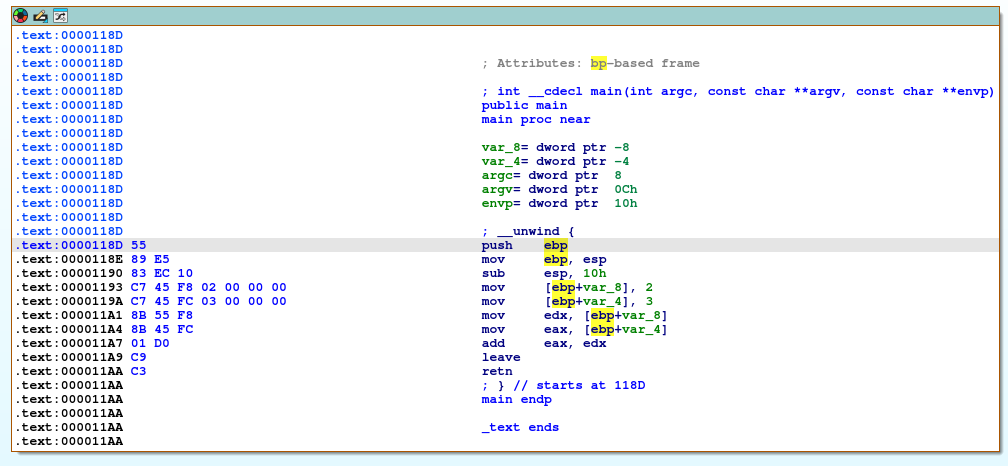 .text:0000118D
.text:0000118D
.text:0000118D ; Attributes: bp-based frame
.text:0000118D
.text:0000118D ; int __cdecl main(int argc, const char **argv, const char **envp)
.text:0000118D public main
.text:0000118D main proc near
.text:0000118D
.text:0000118D var_8= dword ptr -8
.text:0000118D var_4= dword ptr -4
.text:0000118D argc= dword ptr  8
.text:0000118D argv= dword ptr  0Ch
.text:0000118D envp= dword ptr  10h
.text:0000118D
.text:0000118D ; __unwind {
.text:0000118D 55 push    ebp
.text:0000118E 89 E5 mov     ebp, esp
.text:00001190 83 EC 10 sub     esp, 10h
.text:00001193 C7 45 F8 02 00 00 00 mov     [ebp+var_8], 2
.text:0000119A C7 45 FC 03 00 00 00 mov     [ebp+var_4], 3
.text:000011A1 8B 55 F8 mov     edx, [ebp+var_8]
.text:000011A4 8B 45 FC mov     eax, [ebp+var_4]
.text:000011A7 01 D0 add     eax, edx
.text:000011A9 C9 leave
.text:000011AA C3 retn
.text:000011AA ; } // starts at 118D
.text:000011AA main endp
.text:000011AA
.text:000011AA _text ends
.text:000011AA